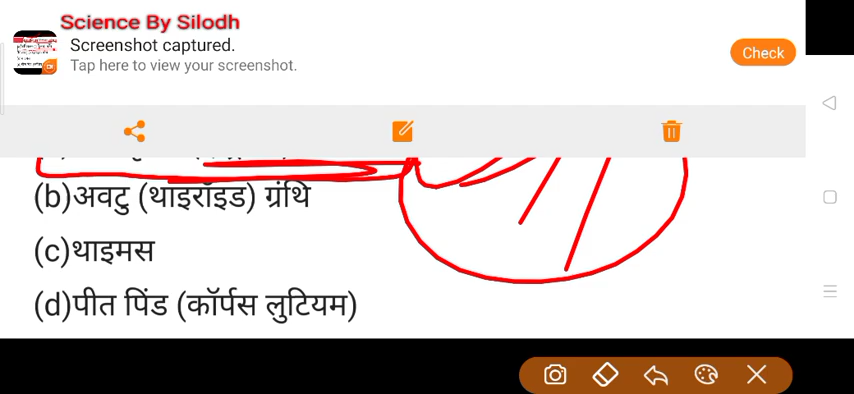 Science By Silodh
Screenshot captured.
Tap here to view your screenshot.
Check
(b)अवटु (थाइरॉइड) ग्रंथि
(c)थाइमस
(d)पीत पिंड (कॉर्पस लुटियम)